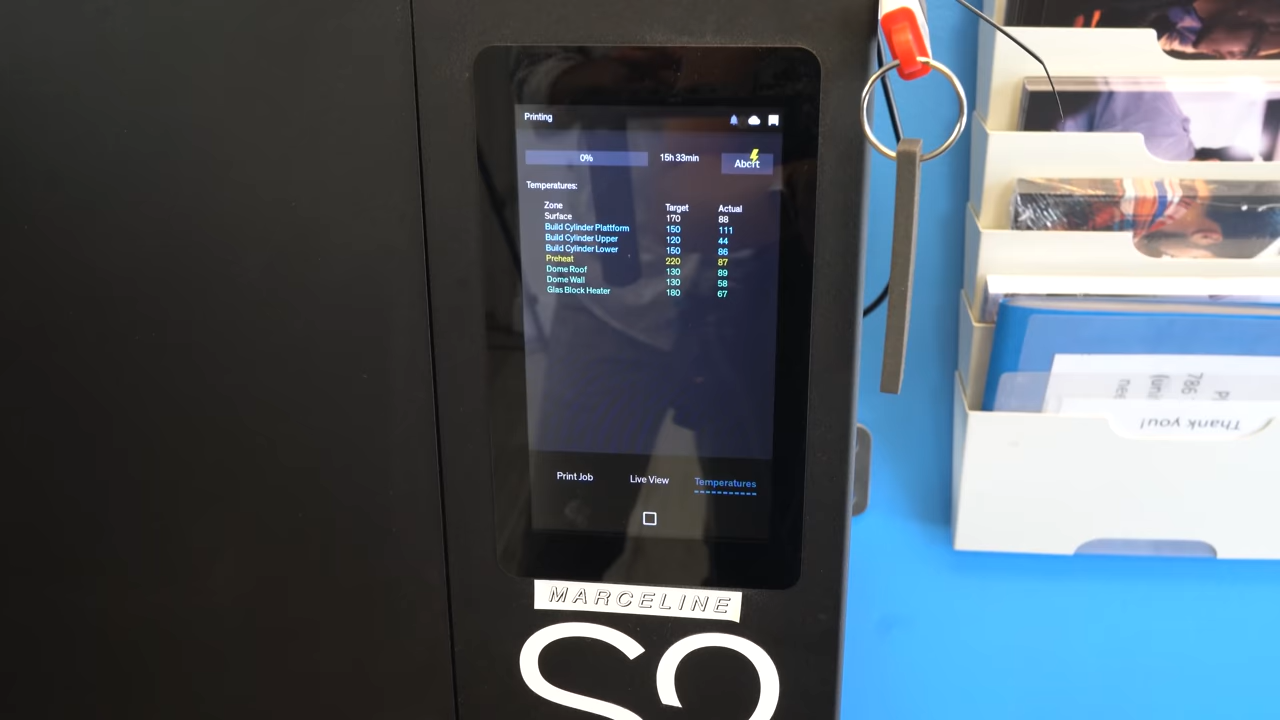 Printing
0% 15h 33min Abort
Temperatures:
Zone Target Actual
Surface 170 88
Build Cylinder Plattform 150 111
Build Cylinder Upper 120 44
Build Cylinder Lower 150 86
Preheat 220 87
Dome Roof 130 89
Dome Wall 130 58
Glas Block Heater 180 67
Print Job Live View Temperatures
MARCELINE
S2
Thank you!
786